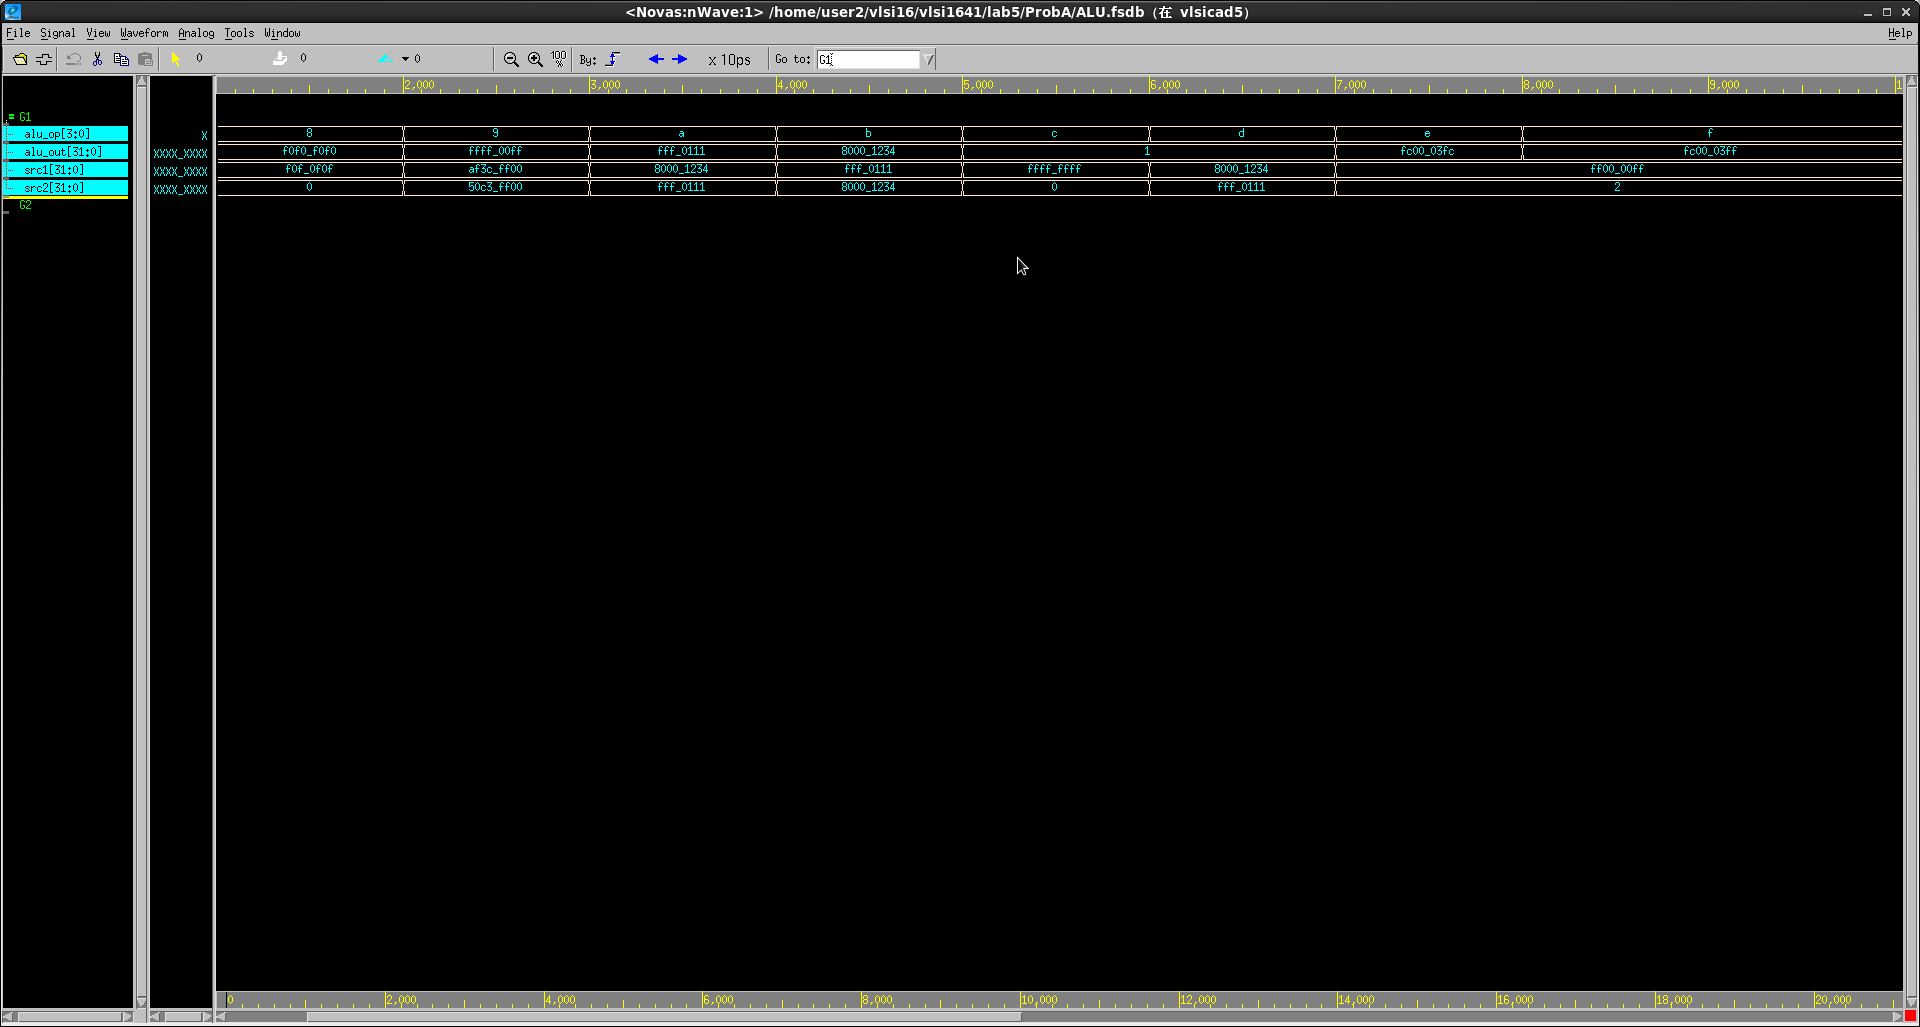 <Novas:nWave:1> /home/user2/vlsi16/vlsi1641/lab5/ProbA/ALU.fsdb (在 vlsicad5)
File Signal View Waveform Analog Tools Window Help
0 0 0 100 % By: x 10ps Go to: G1
2,000 3,000 4,000 5,000 6,000 7,000 8,000 9,000 1
= G1
alu_op[3:0] X 8 9 a b c d e f
alu_out[31:0] XXXX_XXXX f0f0_f0f0 ffff_00ff fff_0111 8000_1234 1 fc00_03fc fc00_03ff
src1[31:0] XXXX_XXXX f0f_0f0f af3c_ff00 8000_1234 fff_0111 ffff_ffff 8000_1234 ff00_00ff
src2[31:0] XXXX_XXXX 0 50c3_ff00 fff_0111 8000_1234 0 fff_0111 2
G2
0 2,000 4,000 6,000 8,000 10,000 12,000 14,000 16,000 18,000 20,000